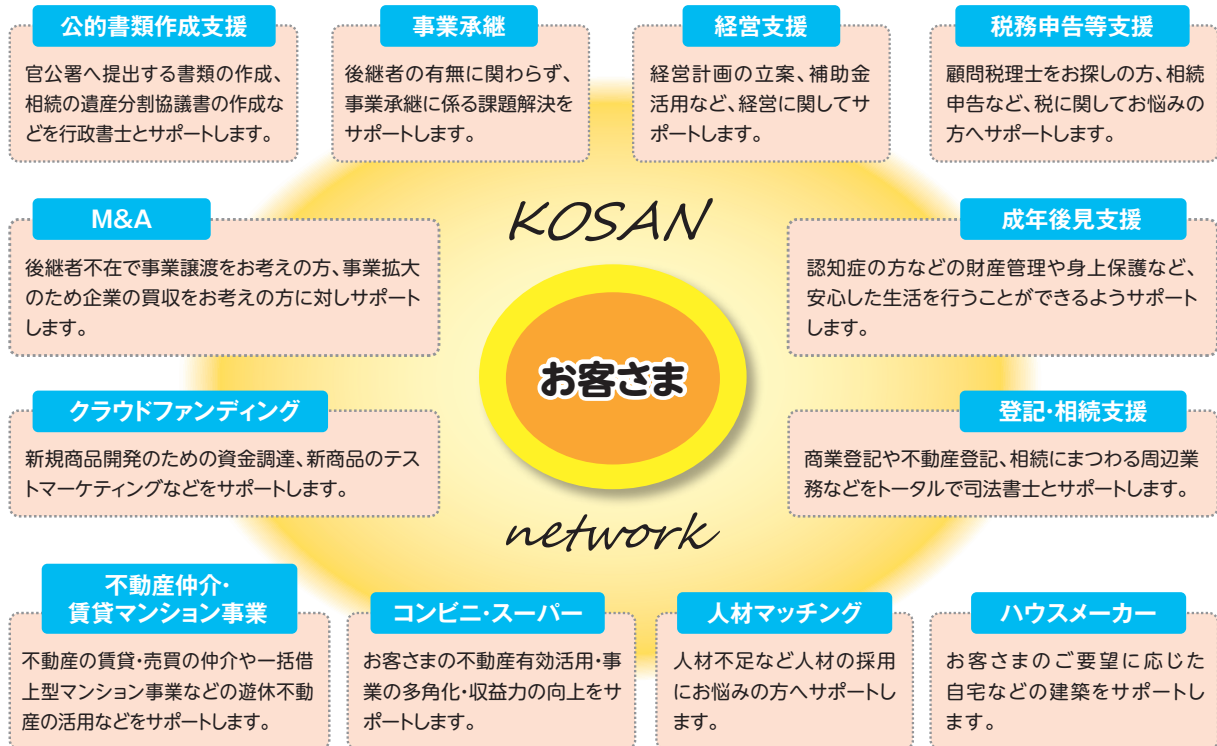 公的書類作成支援
官公署へ提出する書類の作成、
相続の遺産分割協議書の作成な
どを行政書士とサポートします。
事業承継
後継者の有無に関わらず、
事業承継に係る課題解決を
サポートします。
経営支援
経営計画の立案、補助金
活用など、経営に関してサ
ポートします。
税務申告等支援
顧問税理士をお探しの方、相続
申告など、税に関してお悩みの
方へサポートします。
M&A
後継者不在で事業譲渡をお考えの方、事業拡大
のため企業の買収をお考えの方に対しサポート
します。
KOSAN
成年後見支援
認知症の方などの財産管理や身上保護など、
安心した生活を行うことができるようサポート
します。
お客さま
クラウドファンディング
新規商品開発のための資金調達、新商品のテス
トマーケティングなどをサポートします。
登記・相続支援
商業登記や不動産登記、相続にまつわる周辺業
務などをトータルで司法書士とサポートします。
network
不動産仲介・
賃貸マンション事業
不動産の賃貸・売買の仲介や一括借
上型マンション事業などの遊休不動
産の活用などをサポートします。
コンビニ・スーパー
お客さまの不動産有効活用・事
業の多角化・収益力の向上をサ
ポートします。
人材マッチング
人材不足など人材の採用
にお悩みの方へサポートし
ます。
ハウスメーカー
お客さまのご要望に応じた
自宅などの建築をサポートし
ます。